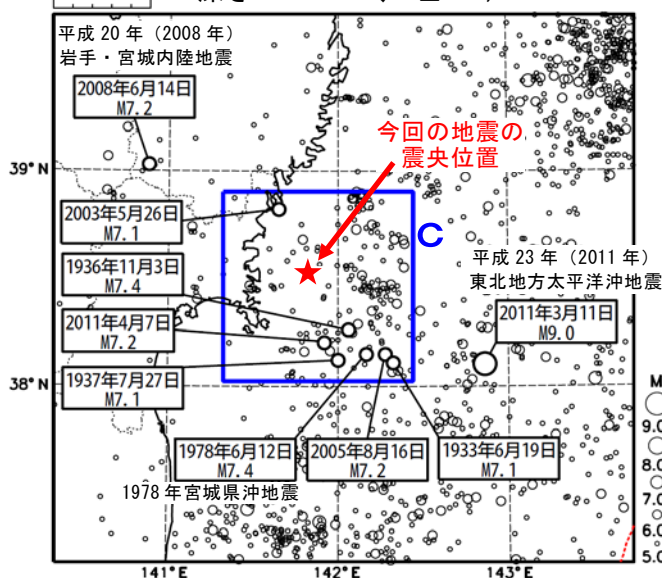 平成 20 年（2008 年）
岩手・宮城内陸地震
2008年6月14日
M7.2
今回の地震の
震央位置
39°N
2003年5月26日
M7.1
C
1936年11月3日
M7.4
平成 23 年（2011 年）
東北地方太平洋沖地震
2011年3月11日
M9.0
2011年4月7日
M7.2
1937年7月27日
M7.1
38°N
M
9.0
8.0
7.0
6.0
5.0
1978年6月12日
M7.4
2005年8月16日
M7.2
1933年6月19日
M7.1
1978 年宮城県沖地震
141°E
142°E
143°E